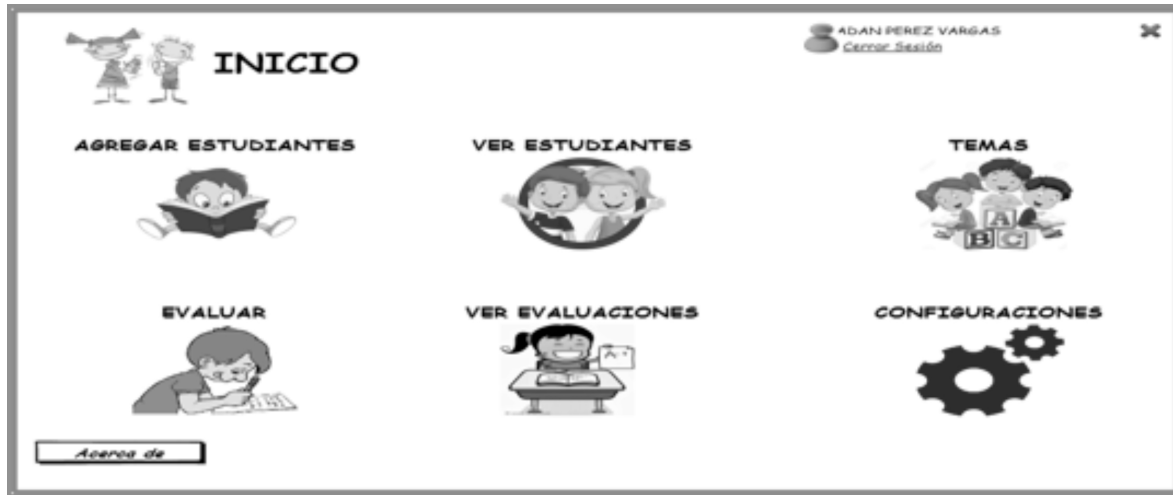 INICIO
ADAN PEREZ VARGAS
Cerrar Sesión
AGREGAR ESTUDIANTES
VER ESTUDIANTES
TEMAS
A
B C
EVALUAR
VER EVALUACIONES
A+
CONFIGURACIONES
Acerca de